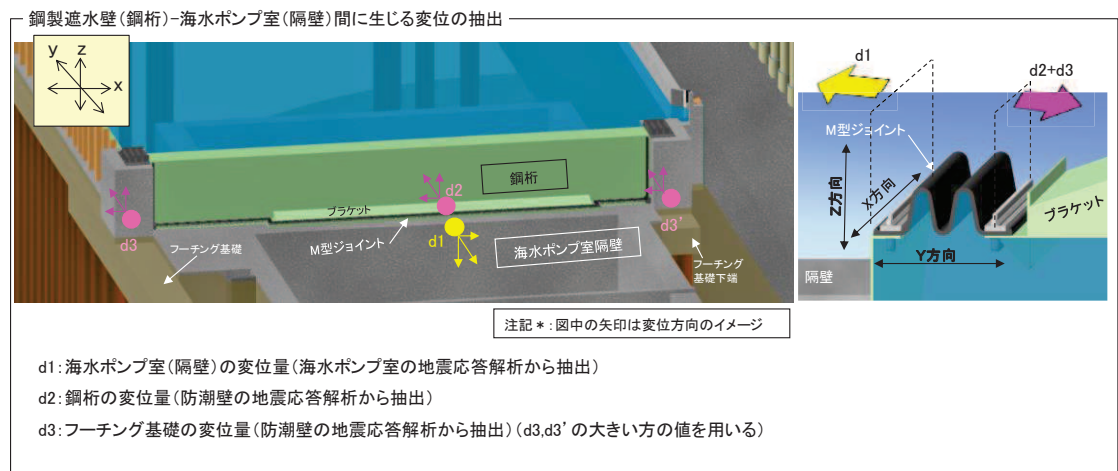 鋼製遮水壁(鋼桁)-海水ポンプ室(隔壁)間に生じる変位の抽出
y
z
x
d2
鋼桁
d3
ブラケット
d1
d3'
フーチング基礎
M型ジョイント
海水ポンプ室隔壁
フーチング
基礎下端
d1
d2+d3
M型ジョイント
Z方向
X方向
ブラケット
Y方向
隔壁
注記*:図中の矢印は変位方向のイメージ
d1:海水ポンプ室(隔壁)の変位量(海水ポンプ室の地震応答解析から抽出)
d2:鋼桁の変位量(防潮壁の地震応答解析から抽出)
d3:フーチング基礎の変位量(防潮壁の地震応答解析から抽出)(d3,d3'の大きい方の値を用いる)